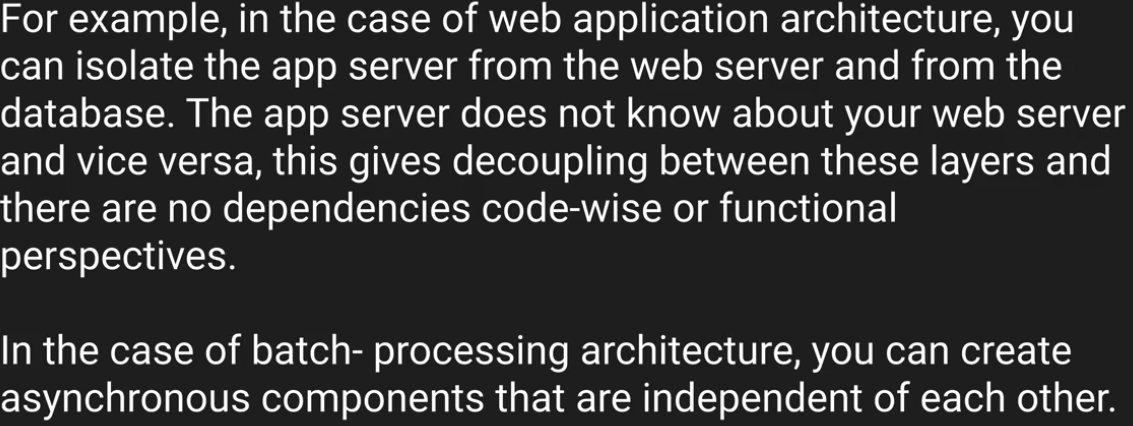 For example, in the case of web application architecture, you
can isolate the app server from the web server and from the
database. The app server does not know about your web server
and vice versa, this gives decoupling between these layers and
there are no dependencies code-wise or functional
perspectives.
In the case of batch- processing architecture, you can create
asynchronous components that are independent of each other.